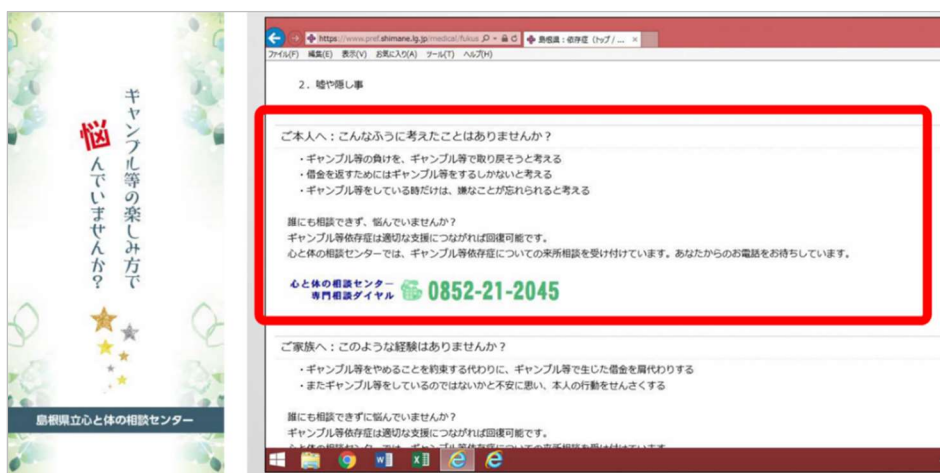 ギャンブル等の楽しみ方で
悩んでいませんか？
島根県立心と体の相談センター
https://www.pref.shimane.lg.jp/medical/fukus
島根県：依存症（トップ / ...
ファイル(F) 編集(E) 表示(V) お気に入り(A) ツール(T) ヘルプ(H)
2．嘘や隠し事
ご本人へ：こんなふうに考えたことはありませんか？
・ギャンブル等の負けを、ギャンブル等で取り戻そうと考える
・借金を返すためにはギャンブル等をするしかないと考える
・ギャンブル等をしている時だけは、嫌なことが忘れられると考える
誰にも相談できず、悩んでいませんか？
ギャンブル等依存症は適切な支援につながれば回復可能です。
心と体の相談センターでは、ギャンブル等依存症についての来所相談を受け付けています。あなたからのお電話をお待ちしています。
心と体の相談センター
専門相談ダイヤル 0852-21-2045
ご家族へ：このような経験はありませんか？
・ギャンブル等をやめることを約束する代わりに、ギャンブル等で生じた借金を肩代わりする
・またギャンブル等をしているのではないかと不安に思い、本人の行動をせんさくする
誰にも相談できずに悩んでいませんか？
ギャンブル等依存症は適切な支援につながれば回復可能です。